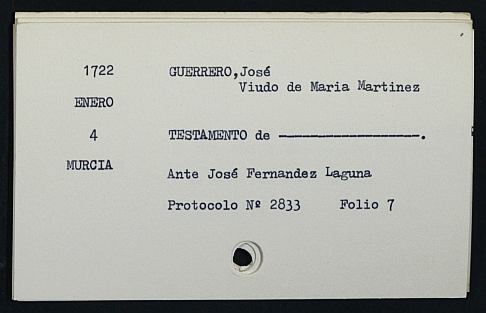 1722 GUERRERO,José
Viudo de Maria Martinez
ENERO
4 TESTAMENTO de ------------------.
MURCIA
Ante José Fernandez Laguna
Protocolo Nº 2833 Folio 7